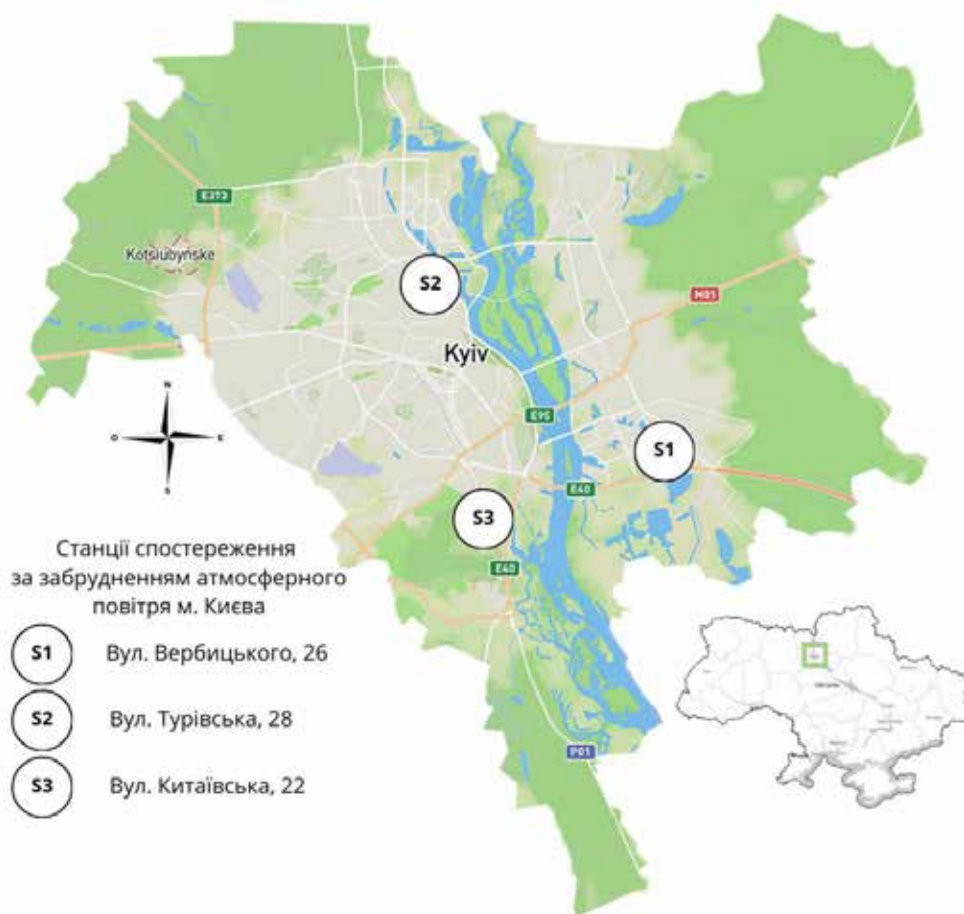 E373
Kotsiubyńske
S2
M01
Kyiv
E95
S1
E40
S3
E40
P01
N
O
E
S
Станції спостереження
за забрудненням атмосферного
повітря м. Києва
S1 Вул. Вербицького, 26
S2 Вул. Турівська, 28
S3 Вул. Китаївська, 22